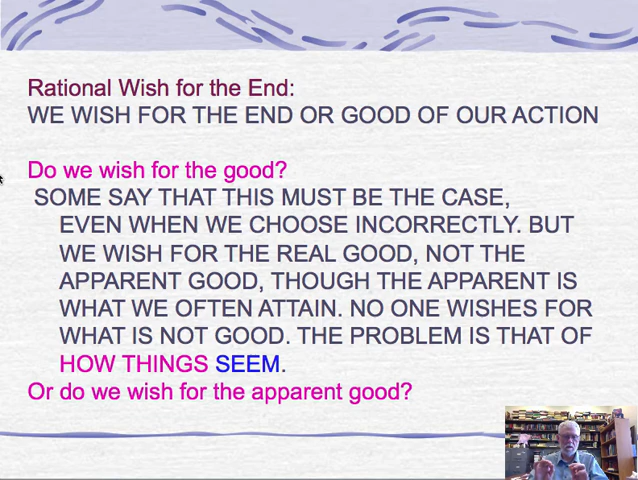 Rational Wish for the End:
WE WISH FOR THE END OR GOOD OF OUR ACTION
Do we wish for the good?
SOME SAY THAT THIS MUST BE THE CASE,
EVEN WHEN WE CHOOSE INCORRECTLY. BUT
WE WISH FOR THE REAL GOOD, NOT THE
APPARENT GOOD, THOUGH THE APPARENT IS
WHAT WE OFTEN ATTAIN. NO ONE WISHES FOR
WHAT IS NOT GOOD. THE PROBLEM IS THAT OF
HOW THINGS SEEM.
Or do we wish for the apparent good?